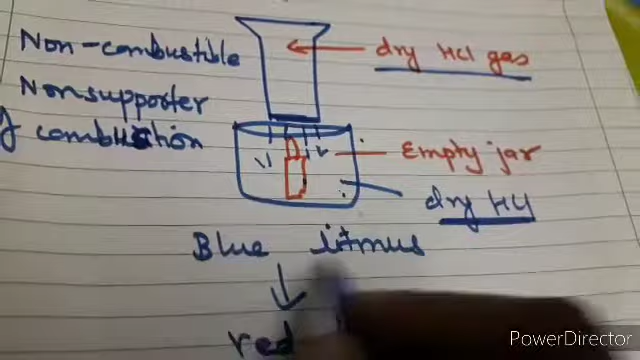 Non-combustible
dry HCl gas
Nonsupporter
of combustion
Empty jar
dry HCl
Blue litmus
red
PowerDirector